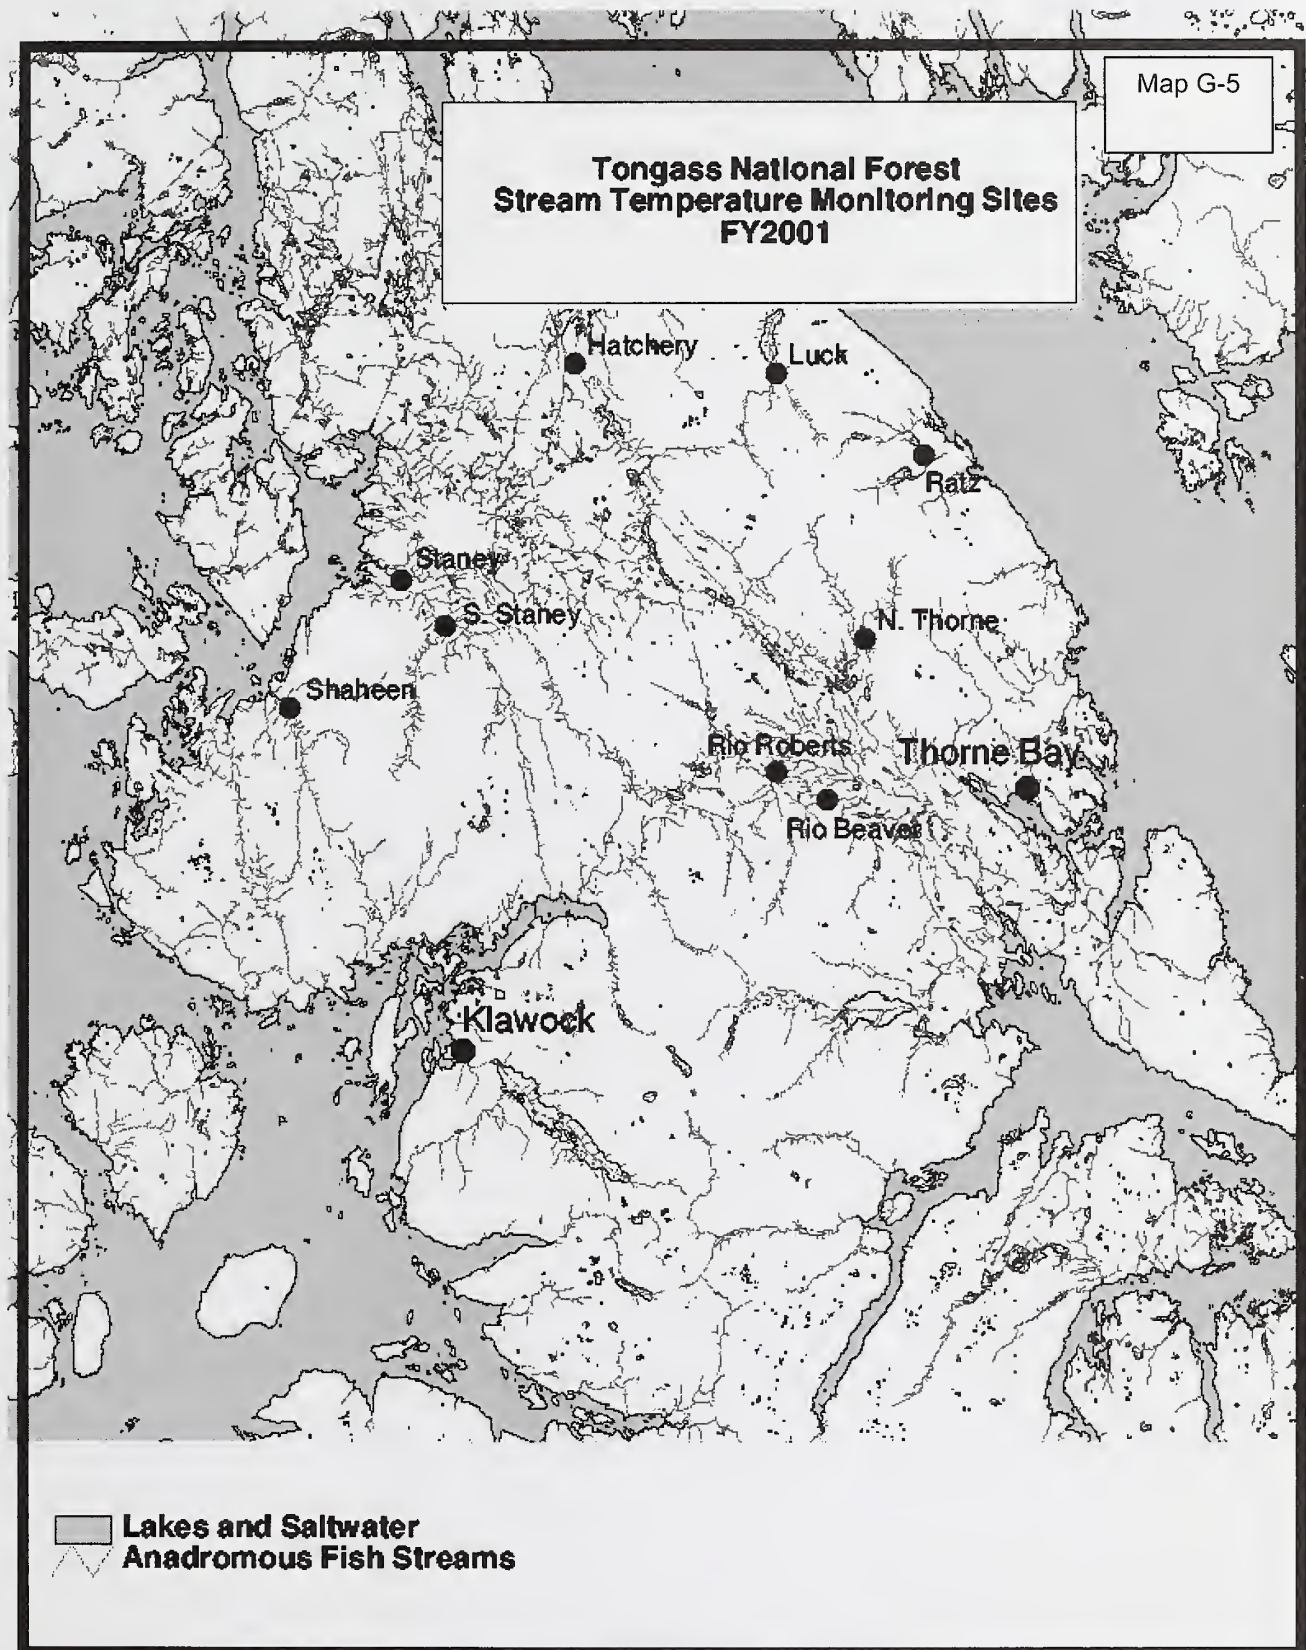 Map G-5
Tongass National Forest
Stream Temperature Monitoring Sites
FY2001
Hatchery
Luck
Ratz
Staney
S. Staney
N. Thorne
Shaheen
Rio Roberts
Thorne Bay
Rio Beaver
Klawock
Lakes and Saltwater
Anadromous Fish Streams